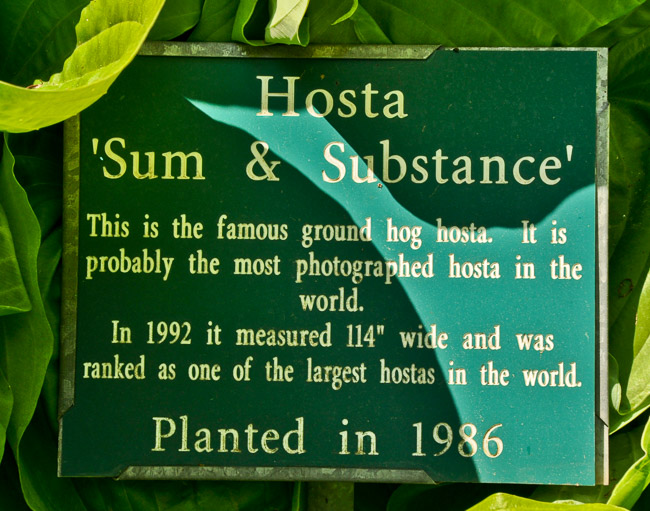 Hosta
'Sum & Substance'
This is the famous ground hog hosta. It is
probably the most photographed hosta in the
world.
In 1992 it measured 114" wide and was
ranked as one of the largest hostas in the world.
Planted in 1986